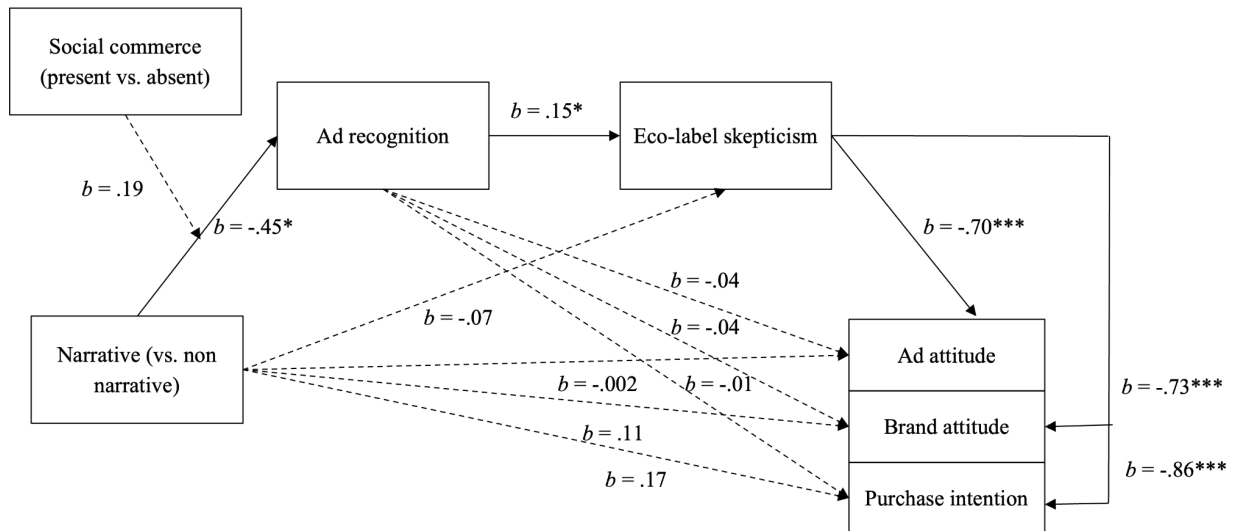 Social commerce
(present vs. absent)
Ad recognition
b = .15*
Eco-label skepticism
b = .19
b = -.45*
b = -.70***
b = -.04
b = -.07
b = -.04
Narrative (vs. non
narrative)
Ad attitude
b = -.002
b = -.01
b = -.73***
Brand attitude
b = .11
b = -.86***
b = .17
Purchase intention